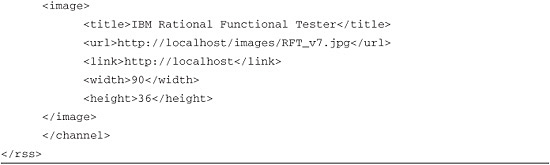 <image>
<title>IBM Rational Functional Tester</title>
<url>http://localhost/images/RFT_v7.jpg</url>
<link>http://localhost</link>
<width>90</width>
<height>36</height>
</image>
</channel>
</rss>